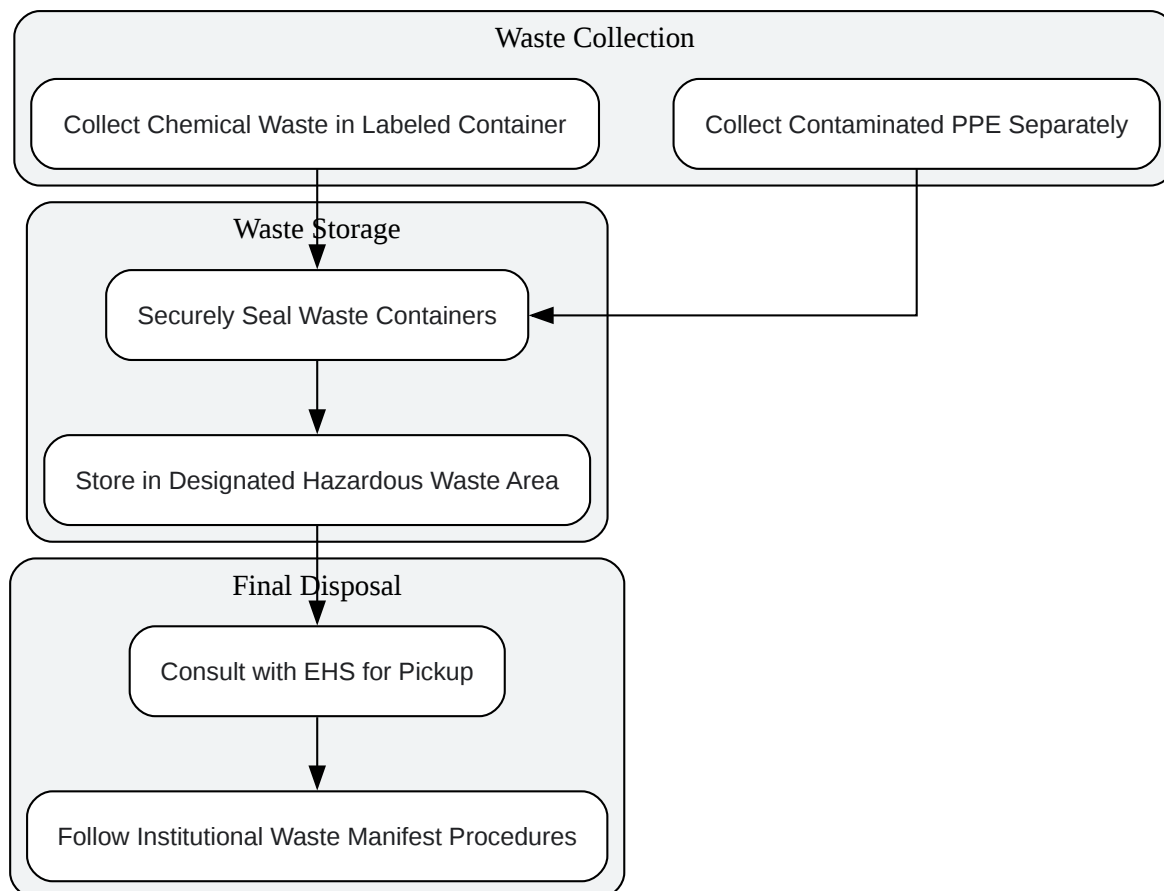 Waste Collection
Collect Chemical Waste in Labeled Container
Collect Contaminated PPE Separately
Waste Storage
Securely Seal Waste Containers
Store in Designated Hazardous Waste Area
Final Disposal
Consult with EHS for Pickup
Follow Institutional Waste Manifest Procedures